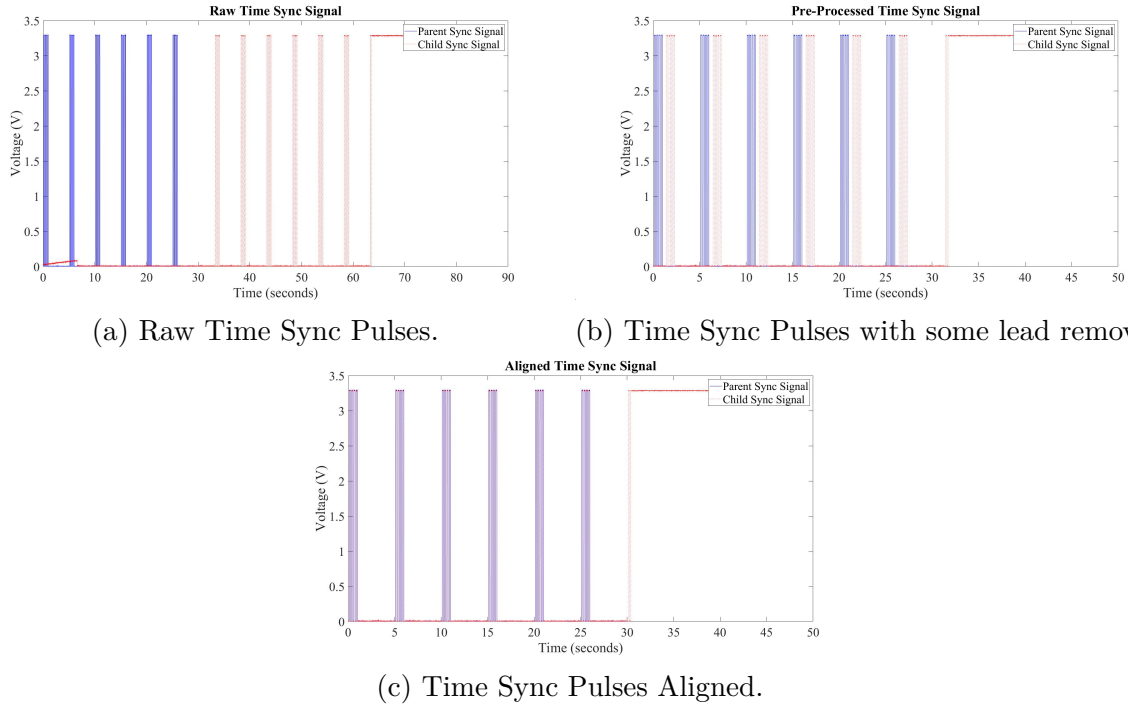 Raw Time Sync Signal
3.5
3
2.5
2
1.5
1
0.5
0
Voltage (V)
Parent Sync Signal
Child Sync Signal
0 10 20 30 40 50 60 70 80 90
Time (seconds)
(a) Raw Time Sync Pulses.
Pre-Processed Time Sync Signal
3.5
3
2.5
2
1.5
1
0.5
0
Voltage (V)
Parent Sync Signal
Child Sync Signal
0 5 10 15 20 25 30 35 40 45 50
Time (seconds)
(b) Time Sync Pulses with some lead remov
Aligned Time Sync Signal
3.5
3
2.5
2
1.5
1
0.5
0
Voltage (V)
Parent Sync Signal
Child Sync Signal
0 5 10 15 20 25 30 35 40 45 50
Time (seconds)
(c) Time Sync Pulses Aligned.